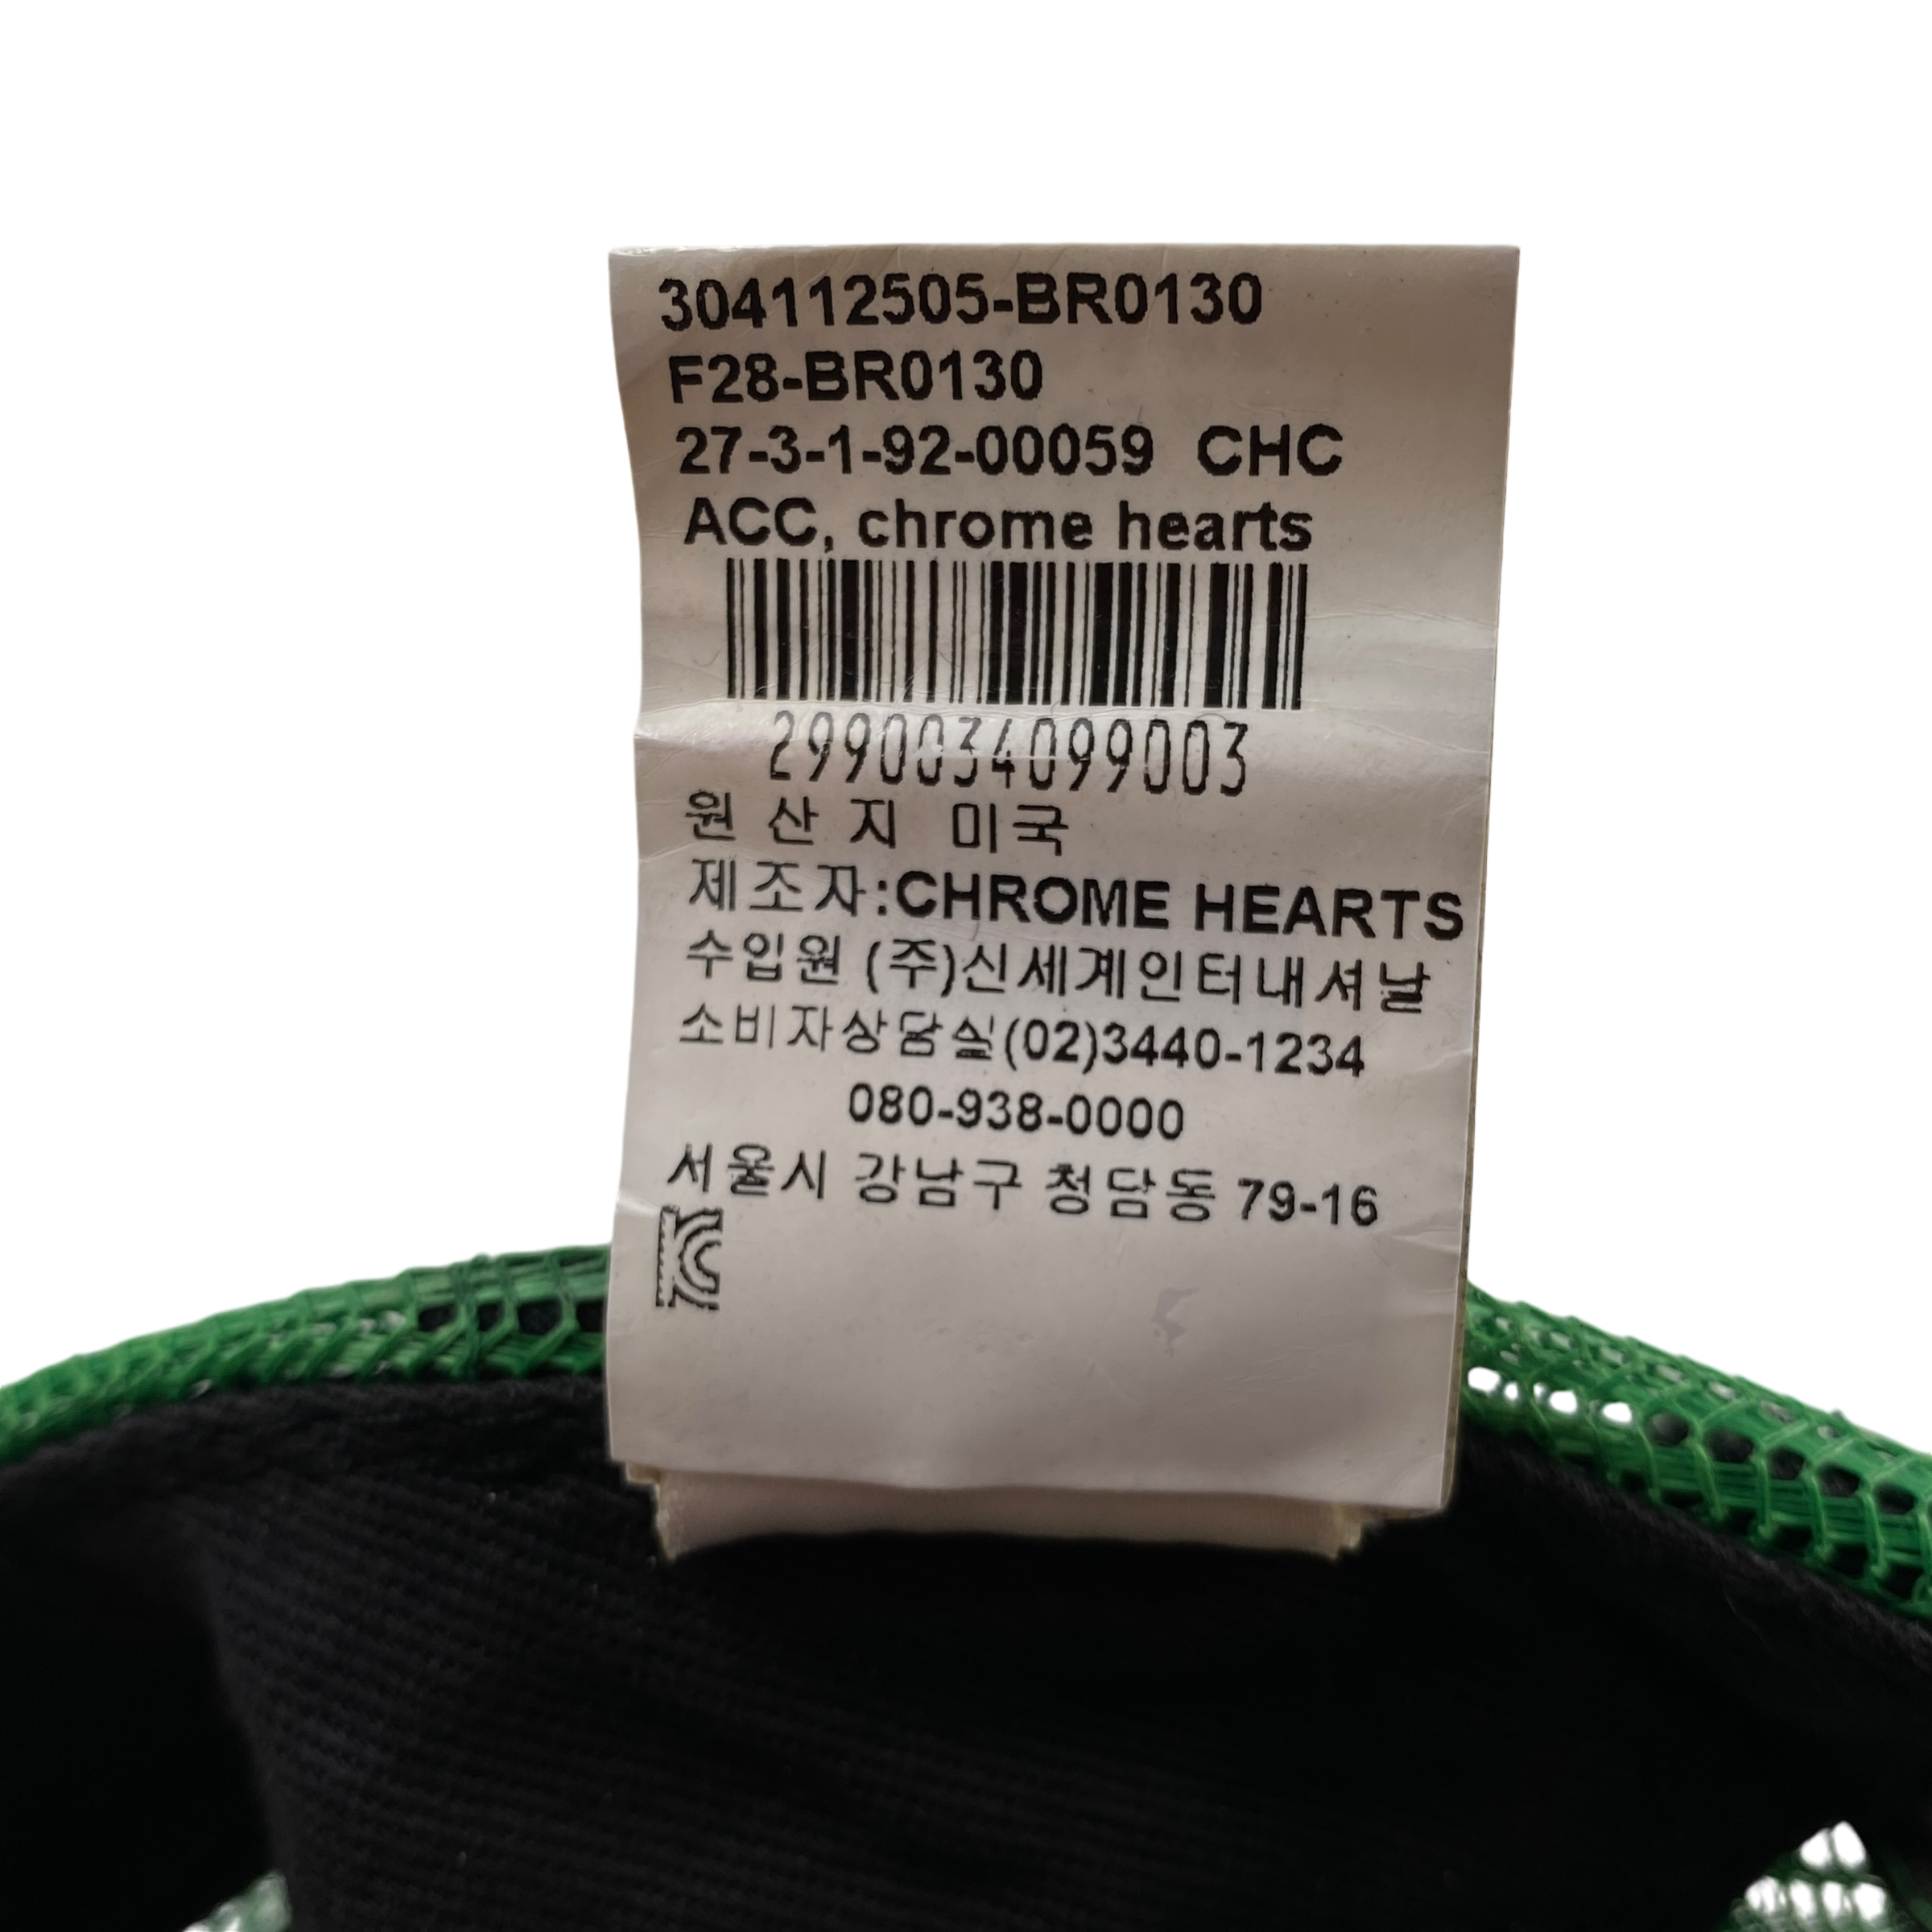 304112505-BR0130
F28-BR0130
27-3-1-92-00059 CHC
ACC, chrome hearts
2990034099003
원 산 지 미국
제조자:CHROME HEARTS
수입원 (주)신세계인터내셔날
소비자상담실(02)3440-1234
080-938-0000
서울시 강남구 청담동 79-16
KC